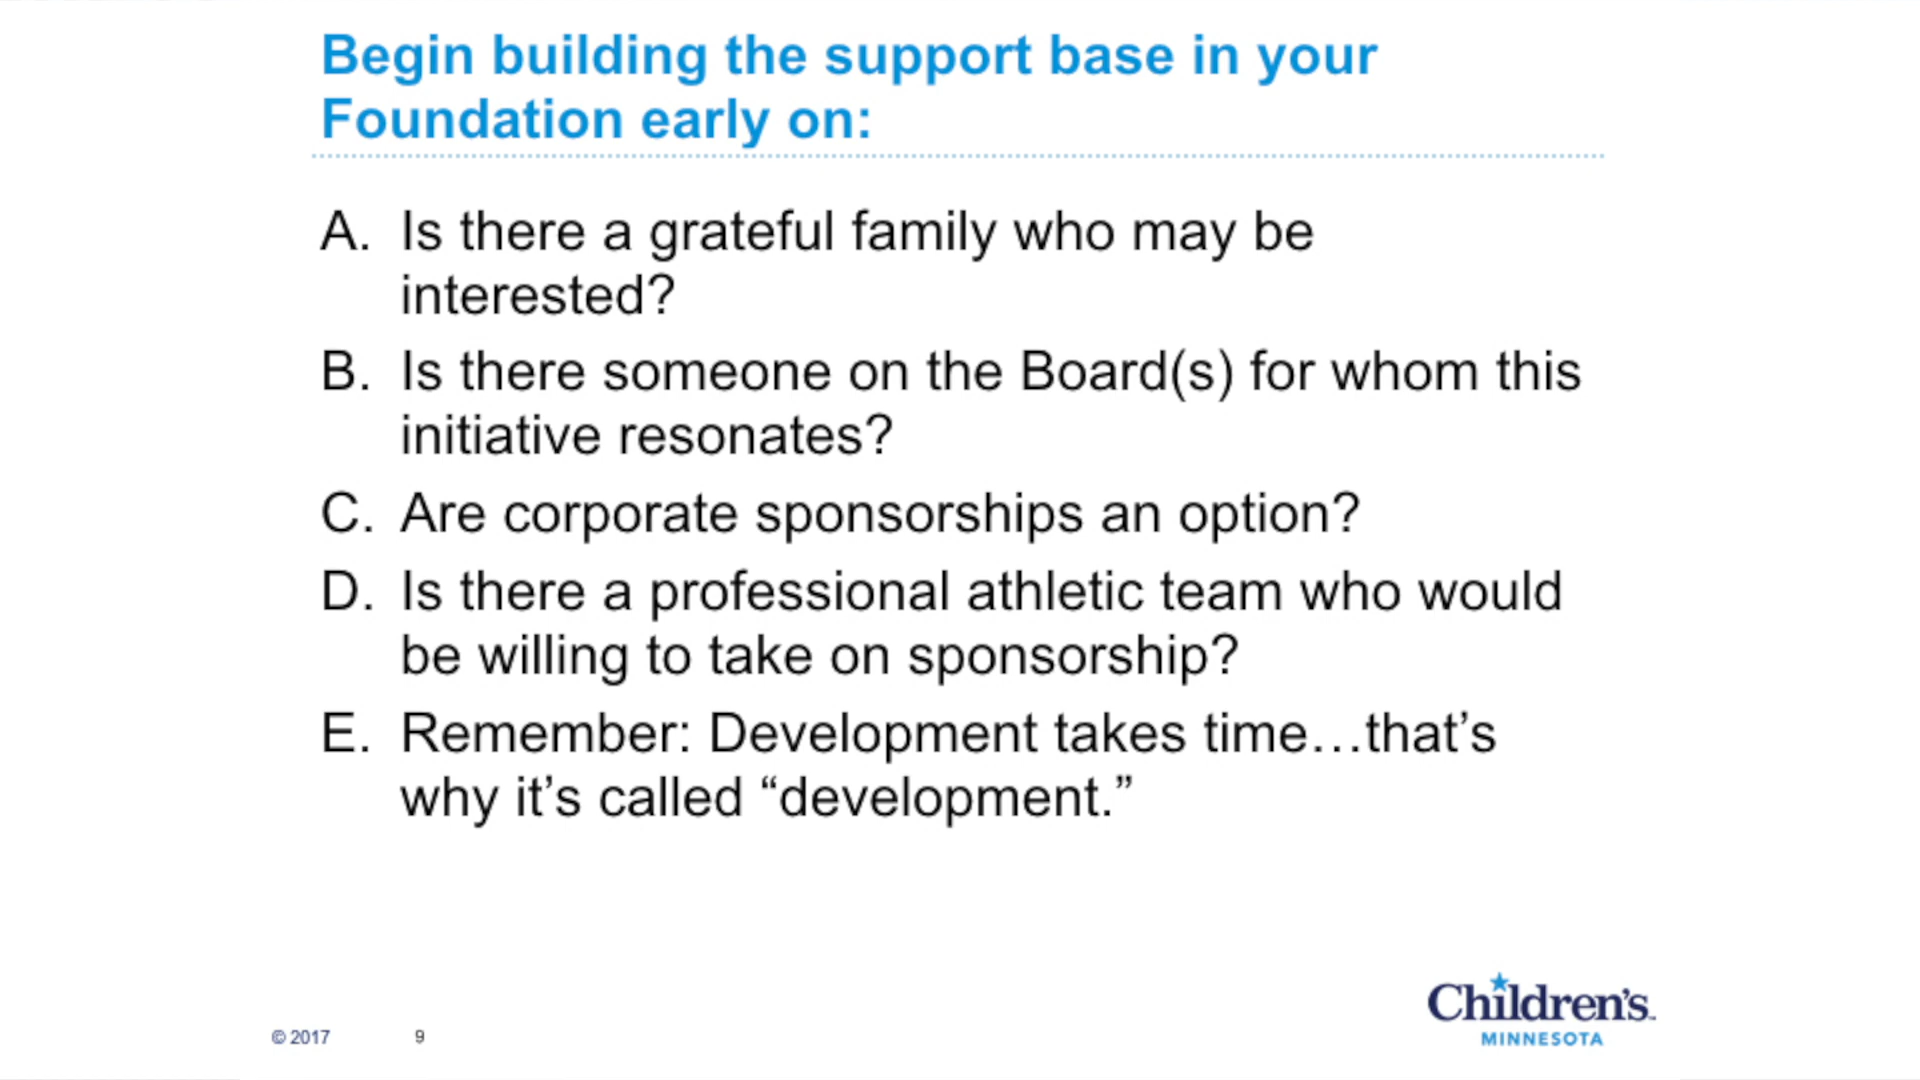 Begin building the support base in your
Foundation early on:
A. Is there a grateful family who may be
interested?
B. Is there someone on the Board(s) for whom this
initiative resonates?
C. Are corporate sponsorships an option?
D. Is there a professional athletic team who would
be willing to take on sponsorship?
E. Remember: Development takes time…that’s
why it’s called “development.”
© 2017 9
Children's
MINNESOTA